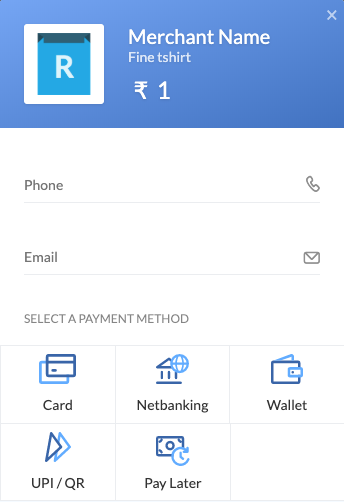 R
Merchant Name
Fine tshirt
₹ 1
Phone
Email
SELECT A PAYMENT METHOD
Card
Netbanking
Wallet
UPI / QR
Pay Later